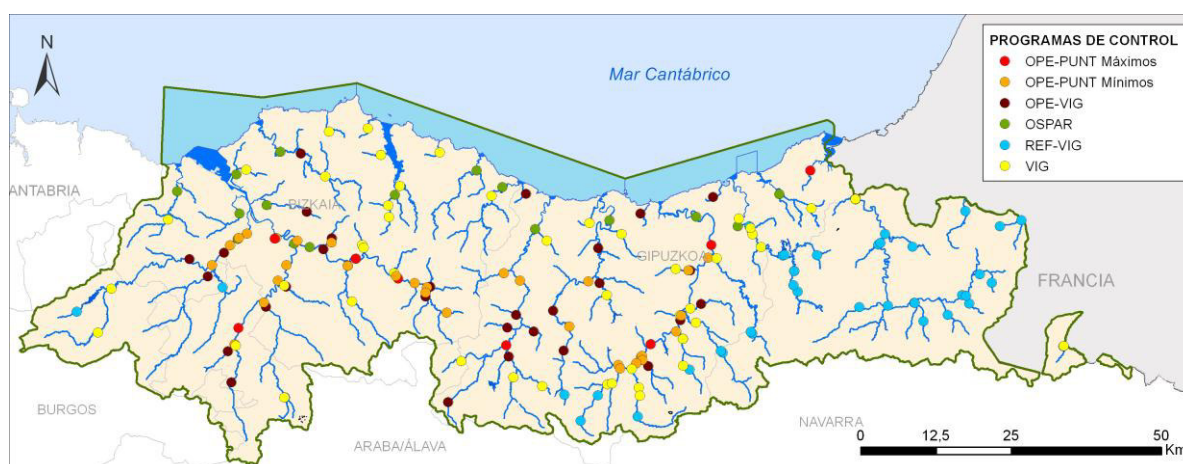 N
Mar Cantábrico
PROGRAMAS DE CONTROL
OPE-PUNT Máximos
OPE-PUNT Mínimos
OPE-VIG
OSPAR
REF-VIG
VIG
ANTABRIA
BIZKAIA
GIPUZKOA
FRANCIA
BURGOS
ARABA/ÁLAVA
NAVARRA
0 12,5 25 50
Km